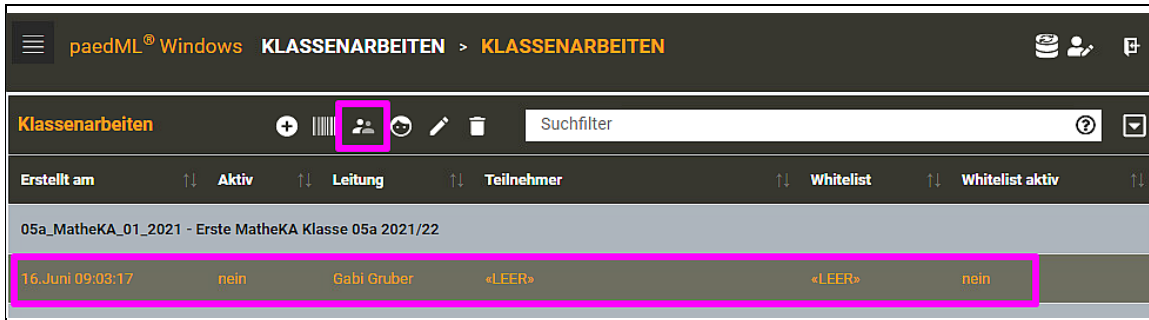 paedML® Windows KLASSENARBEITEN > KLASSENARBEITEN
Klassenarbeiten Suchfilter
Erstellt am Aktiv Leitung Teilnehmer Whitelist Whitelist aktiv
05a_MatheKA_01_2021 - Erste MatheKA Klasse 05a 2021/22
16.Juni 09:03:17 nein Gabi Gruber «LEER» «LEER» nein